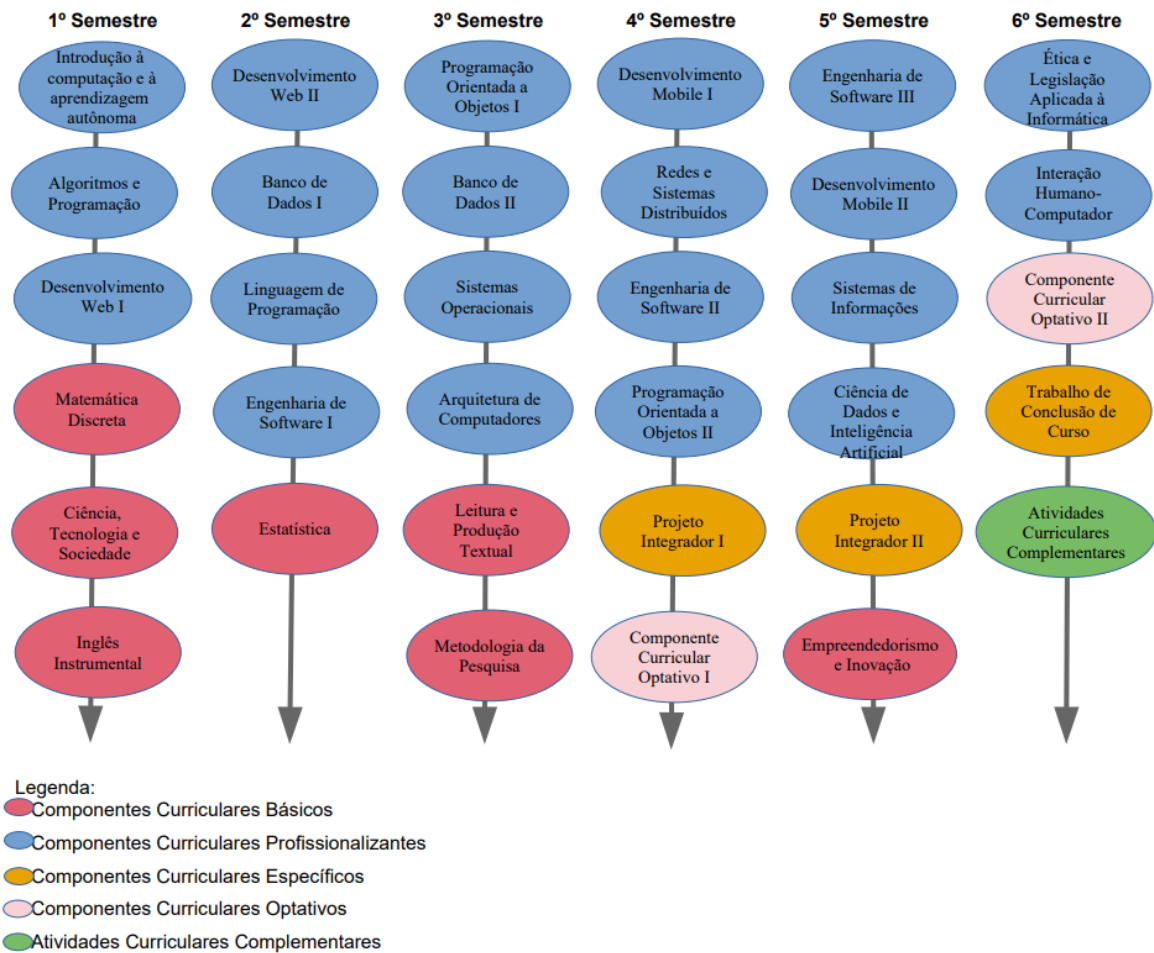 1º Semestre
Introdução à
computação e à
aprendizagem
autônoma
Algoritmos e
Programação
Desenvolvimento
Web I
Matemática
Discreta
Ciência,
Tecnologia e
Sociedade
Inglês
Instrumental
2º Semestre
Desenvolvimento
Web II
Banco de
Dados I
Linguagem de
Programação
Engenharia de
Software I
Estatística
3º Semestre
Programação
Orientada a
Objetos I
Banco de
Dados II
Sistemas
Operacionais
Arquitetura de
Computadores
Leitura e
Produção
Textual
Metodologia da
Pesquisa
4º Semestre
Desenvolvimento
Mobile I
Redes e
Sistemas
Distribuídos
Engenharia de
Software II
Programação
Orientada a
Objetos II
Projeto
Integrador I
Componente
Curricular
Optativo I
5º Semestre
Engenharia de
Software III
Desenvolvimento
Mobile II
Sistemas de
Informações
Ciência de
Dados e
Inteligência
Artificial
Projeto
Integrador II
Empreendedorismo
e Inovação
6º Semestre
Ética e
Legislação
Aplicada à
Informática
Interação
Humano-
Computador
Componente
Curricular
Optativo II
Trabalho de
Conclusão de
Curso
Atividades
Curriculares
Complementares
Legenda:
Componentes Curriculares Básicos
Componentes Curriculares Profissionalizantes
Componentes Curriculares Específicos
Componentes Curriculares Optativos
Atividades Curriculares Complementares